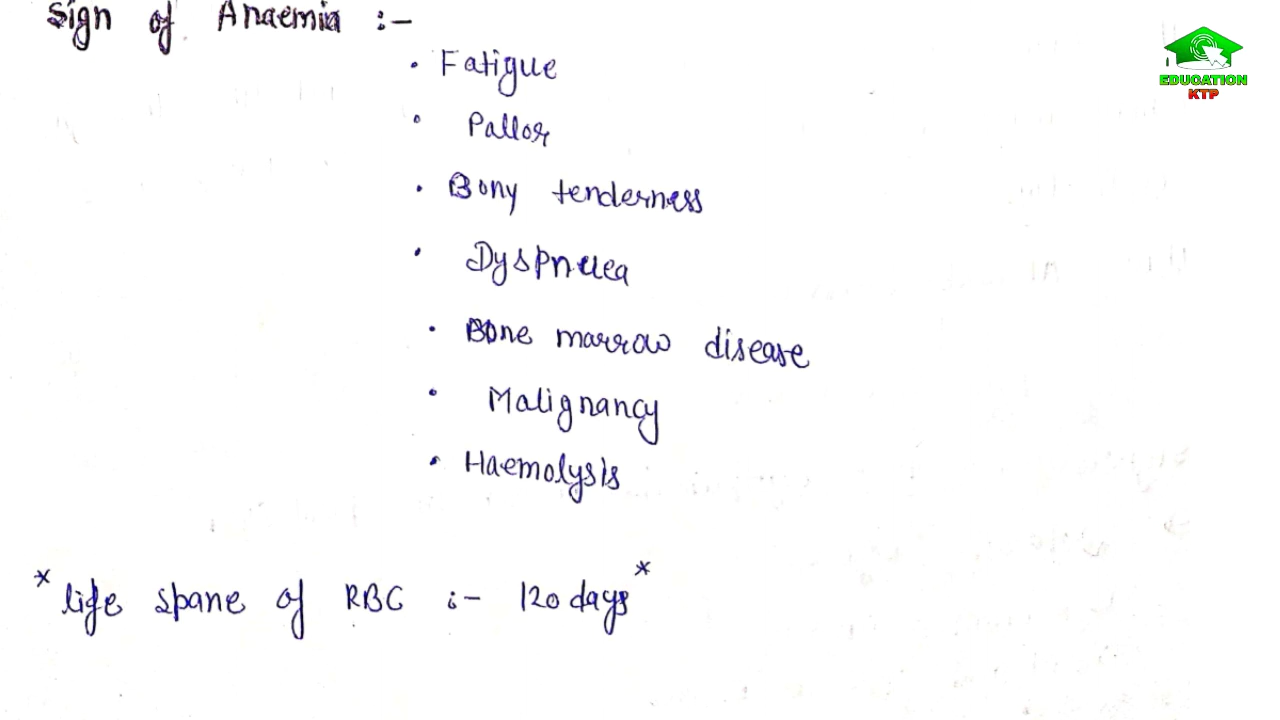 Sign of Anaemia :-
• Fatigue
• Pallor
• Bony tenderness
• Dyspnuea
• Bone marrow disease
• Malignancy
• Haemolysis
* life spane of RBC :- 120 days *
EDUCATION
KTP